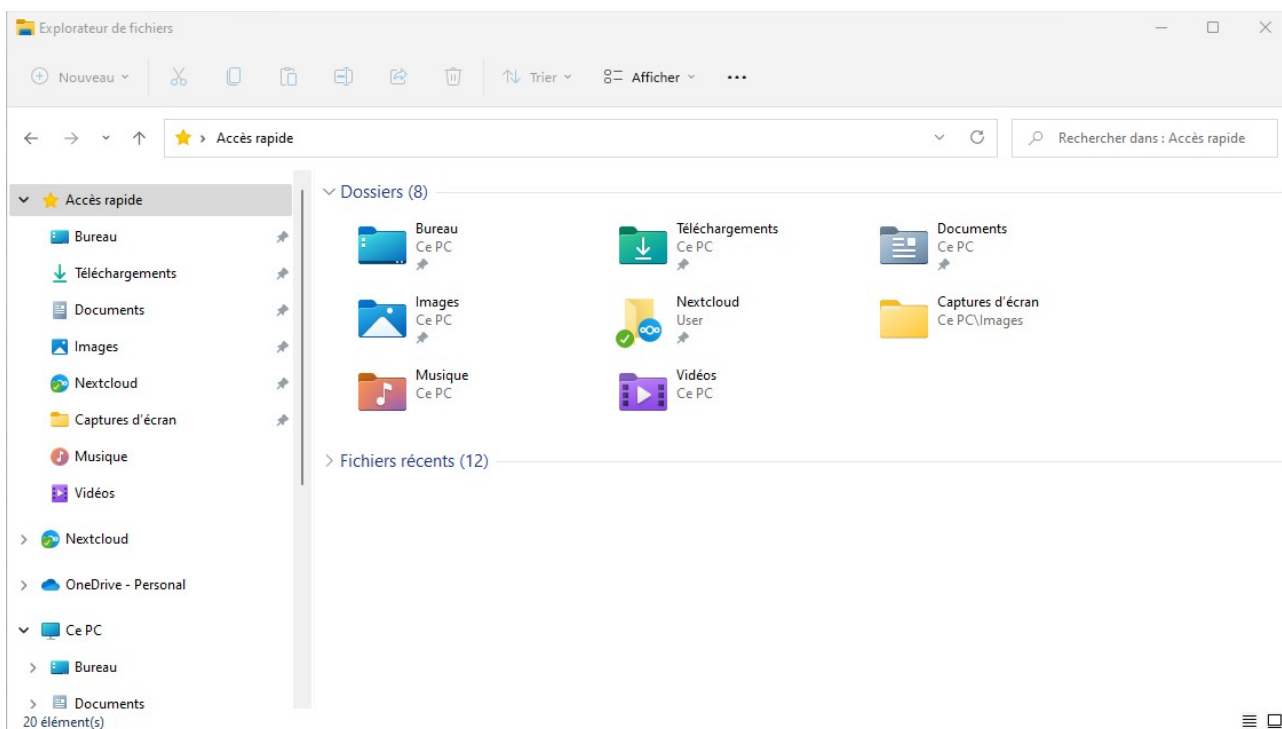 Explorateur de fichiers
Nouveau
Trier
Afficher
Accès rapide
Rechercher dans : Accès rapide
Accès rapide
Bureau
Téléchargements
Documents
Images
Nextcloud
Captures d'écran
Musique
Vidéos
Nextcloud
OneDrive - Personal
Ce PC
Bureau
Documents
20 élément(s)
Dossiers (8)
Bureau
Ce PC
Téléchargements
Ce PC
Documents
Ce PC
Images
Ce PC
Nextcloud
User
Captures d'écran
Ce PC\Images
Musique
Ce PC
Vidéos
Ce PC
Fichiers récents (12)